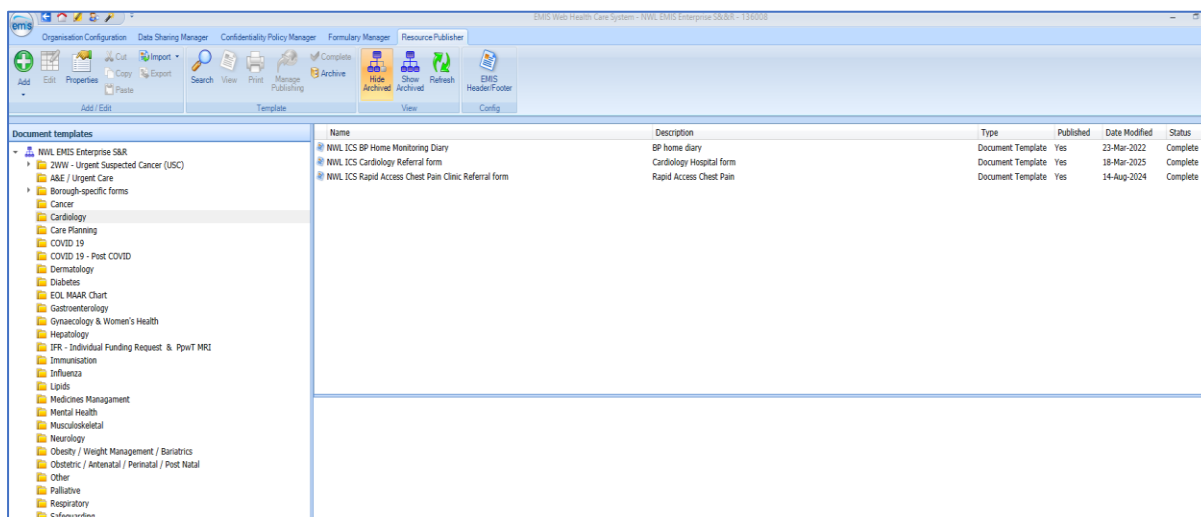 emis
EMIS Web Health Care System - NWL EMIS Enterprise S&R - 136008
Organisation Configuration Data Sharing Manager Confidentiality Policy Manager Formulary Manager Resource Publisher
Add Edit Properties Cut Copy Paste Import Export Search View Print Manage Publishing Complete Archive Hide Archived Show Archived Refresh EMIS Header/Footer
Add / Edit Template View Config
Document templates
Name Description Type Published Date Modified Status
NWL EMIS Enterprise S&R
2WW - Urgent Suspected Cancer (USC)
A&E / Urgent Care
Borough-specific forms
Cancer
Cardiology
Care Planning
COVID 19
COVID 19 - Post COVID
Dermatology
Diabetes
EOL MAAR Chart
Gastroenterology
Gynaecology & Women's Health
Hepatology
IFR - Individual Funding Request & PpwT MRI
Immunisation
Influenza
Lipids
Medicines Managament
Mental Health
Musculoskeletal
Neurology
Obesity / Weight Management / Bariatrics
Obstetric / Antenatal / Perinatal / Post Natal
Other
Palliative
Respiratory
Safeguarding
NWL ICS BP Home Monitoring Diary BP home diary Document Template Yes 23-Mar-2022 Complete
NWL ICS Cardiology Referral form Cardiology Hospital form Document Template Yes 18-Mar-2025 Complete
NWL ICS Rapid Access Chest Pain Clinic Referral form Rapid Access Chest Pain Document Template Yes 14-Aug-2024 Complete